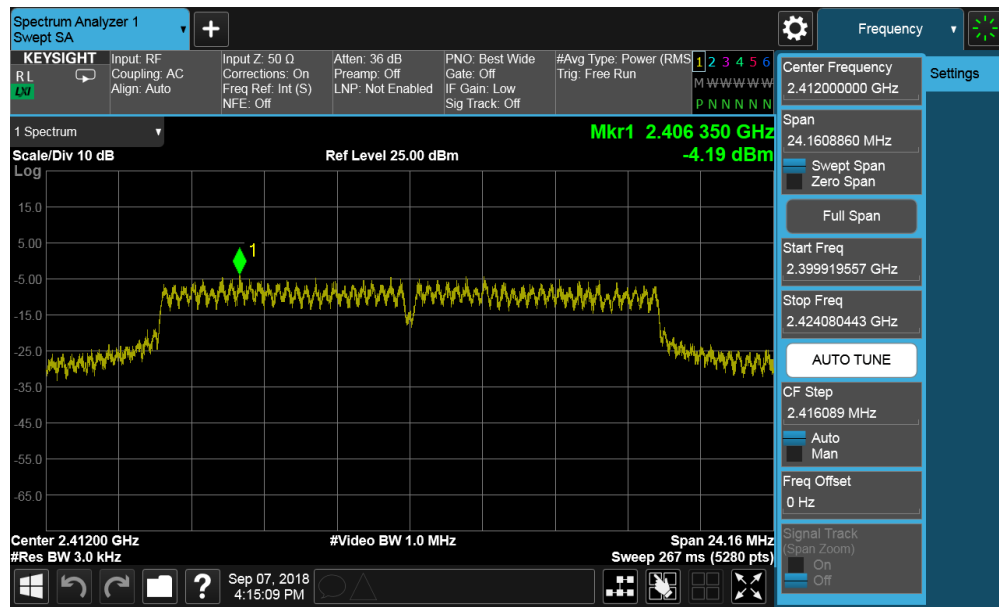 Spectrum Analyzer 1
Swept SA
+
Frequency
KEYSIGHT
R L
LXI
Input: RF
Coupling: AC
Align: Auto
Input Z: 50 Ω
Corrections: On
Freq Ref: Int (S)
NFE: Off
Atten: 36 dB
Preamp: Off
LNP: Not Enabled
PNO: Best Wide
Gate: Off
IF Gain: Low
Sig Track: Off
#Avg Type: Power (RMS
Trig: Free Run
1 2 3 4 5 6
M W W W W W
P N N N N N
1 Spectrum
Scale/Div 10 dB
Log
Ref Level 25.00 dBm
Mkr1 2.406 350 GHz
-4.19 dBm
15.0
5.00
-5.00
-15.0
-25.0
-35.0
-45.0
-55.0
-65.0
1
Center 2.41200 GHz
#Res BW 3.0 kHz
#Video BW 1.0 MHz
Span 24.16 MHz
Sweep 267 ms (5280 pts)
Center Frequency
2.412000000 GHz
Settings
Span
24.1608860 MHz
Swept Span
Zero Span
Full Span
Start Freq
2.399919557 GHz
Stop Freq
2.424080443 GHz
AUTO TUNE
CF Step
2.416089 MHz
Auto
Man
Freq Offset
0 Hz
Signal Track
(Span Zoom)
On
Off
?
Sep 07, 2018
4:15:09 PM